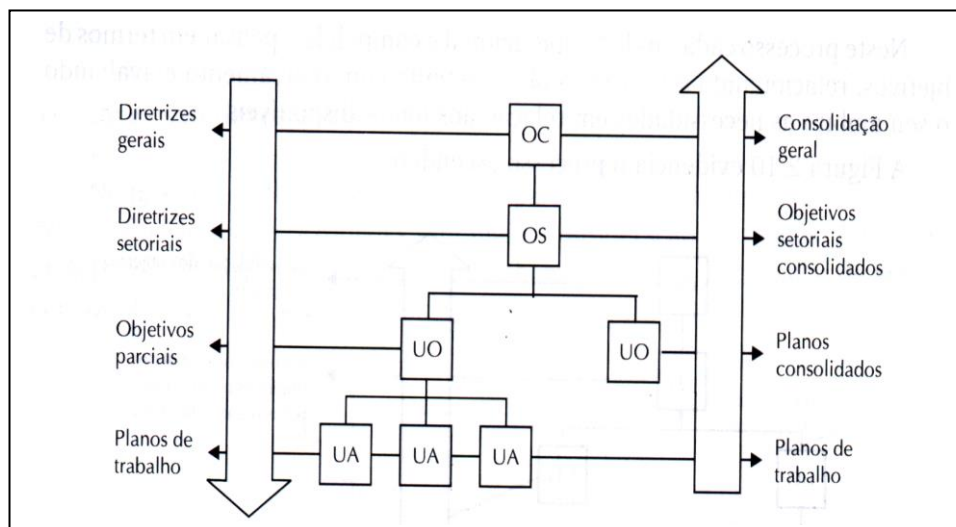 Diretrizes
gerais
OC
Consolidação
geral
Diretrizes
setoriais
OS
Objetivos
setoriais
consolidados
Objetivos
parciais
UO
UO
Planos
consolidados
Planos de
trabalho
UA
UA
UA
Planos de
trabalho